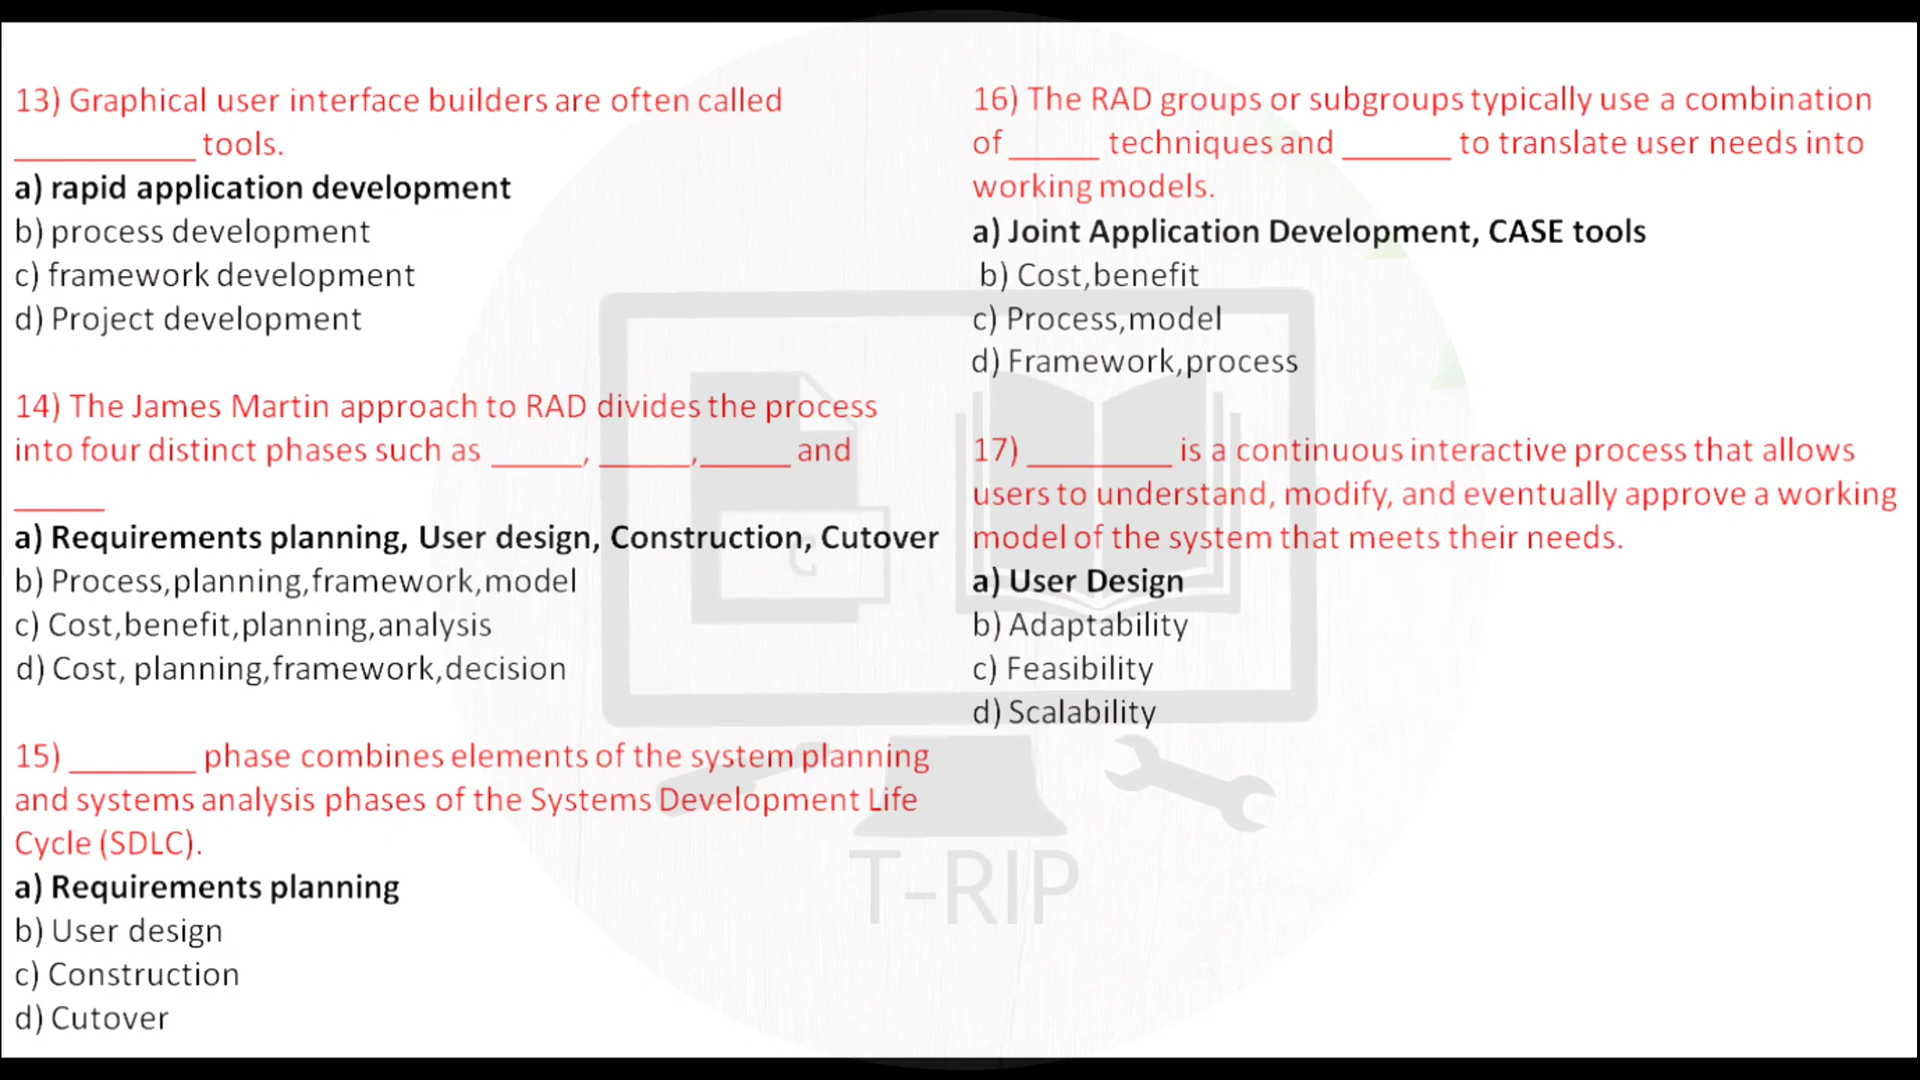 13) Graphical user interface builders are often called
____________ tools.
a) rapid application development
b) process development
c) framework development
d) Project development
14) The James Martin approach to RAD divides the process
into four distinct phases such as ______, ______,______ and
______
a) Requirements planning, User design, Construction, Cutover
b) Process,planning,framework,model
c) Cost,benefit,planning,analysis
d) Cost, planning,framework,decision
15) ________ phase combines elements of the system planning
and systems analysis phases of the Systems Development Life
Cycle (SDLC).
a) Requirements planning
b) User design
c) Construction
d) Cutover
16) The RAD groups or subgroups typically use a combination
of ______ techniques and _______ to translate user needs into
working models.
a) Joint Application Development, CASE tools
b) Cost,benefit
c) Process,model
d) Framework,process
17) _________ is a continuous interactive process that allows
users to understand, modify, and eventually approve a working
model of the system that meets their needs.
a) User Design
b) Adaptability
c) Feasibility
d) Scalability
C
T-RIP